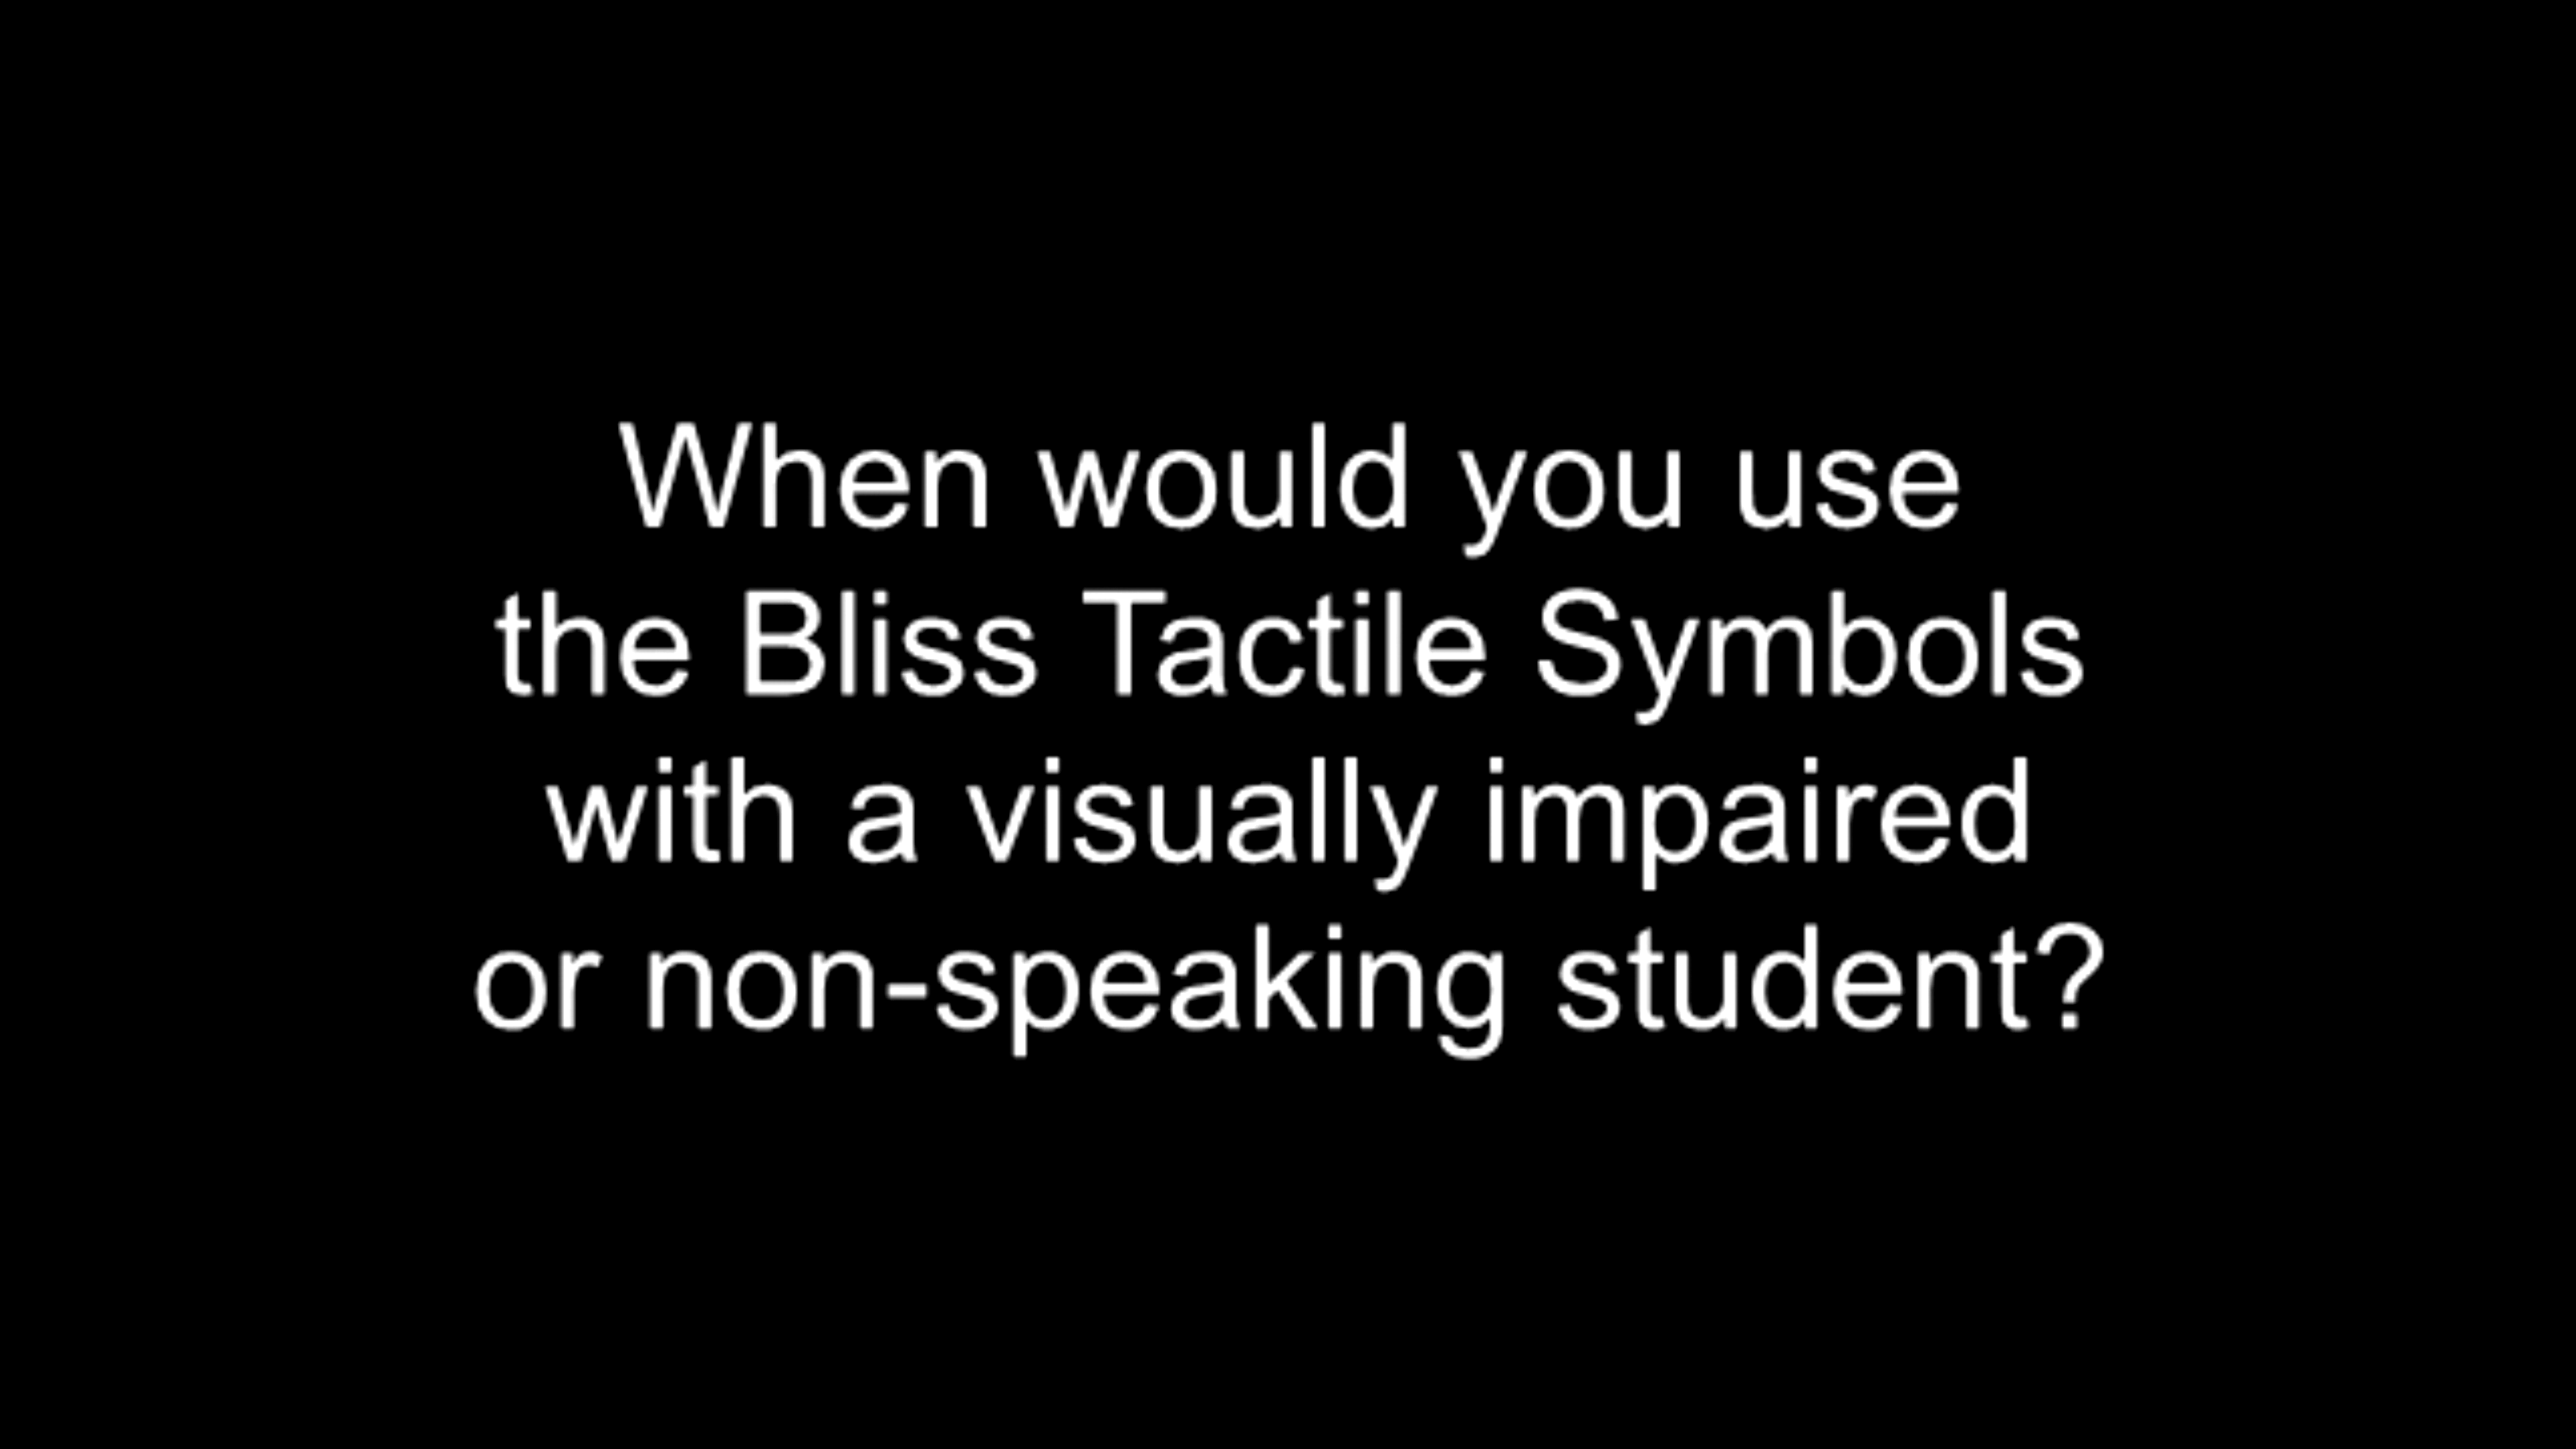 When would you use
the Bliss Tactile Symbols
with a visually impaired
or non-speaking student?